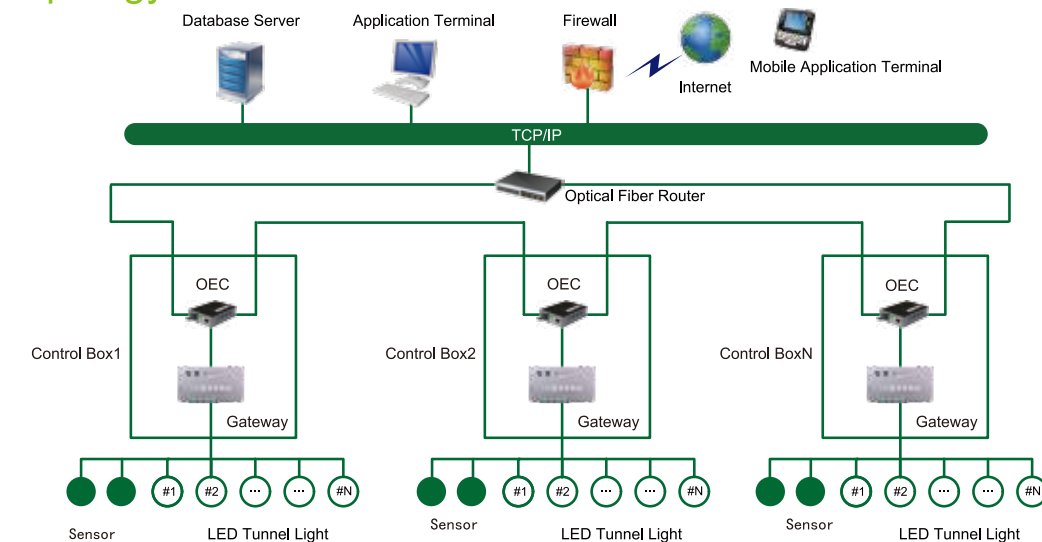 Database Server
Application Terminal
Firewall
Internet
Mobile Application Terminal
TCP/IP
Optical Fiber Router
OEC
OEC
OEC
Control Box1
Control Box2
Control BoxN
Gateway
Gateway
Gateway
#1
#2
...
...
#N
#1
#2
...
...
#N
#1
#2
...
...
#N
Sensor
LED Tunnel Light
Sensor
LED Tunnel Light
Sensor
LED Tunnel Light